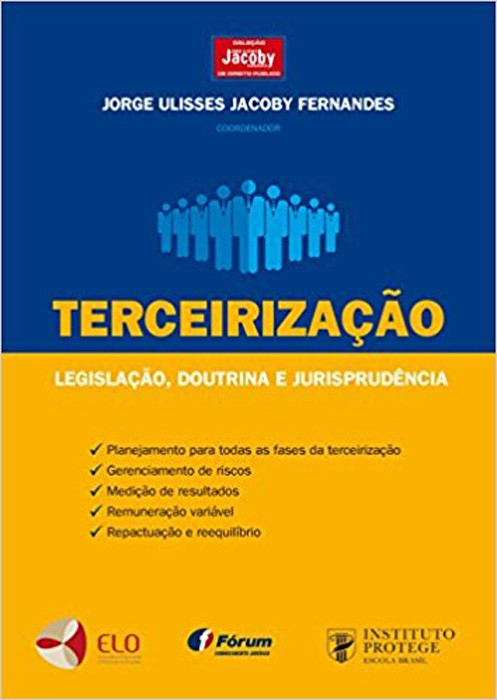 COLEÇÃO
Jacoby
DE DIREITO PÚBLICO
JORGE ULISSES JACOBY FERNANDES
COORDENADOR
TERCEIRIZAÇÃO
LEGISLAÇÃO, DOUTRINA E JURISPRUDÊNCIA
✓ Planejamento para todas as fases da terceirização
✓ Gerenciamento de riscos
✓ Medição de resultados
✓ Remuneração variável
✓ Repactuação e reequilíbrio
ELO
Fórum
CONHECIMENTO JURÍDICO
INSTITUTO
PROTEGE
ESCOLA BRASIL